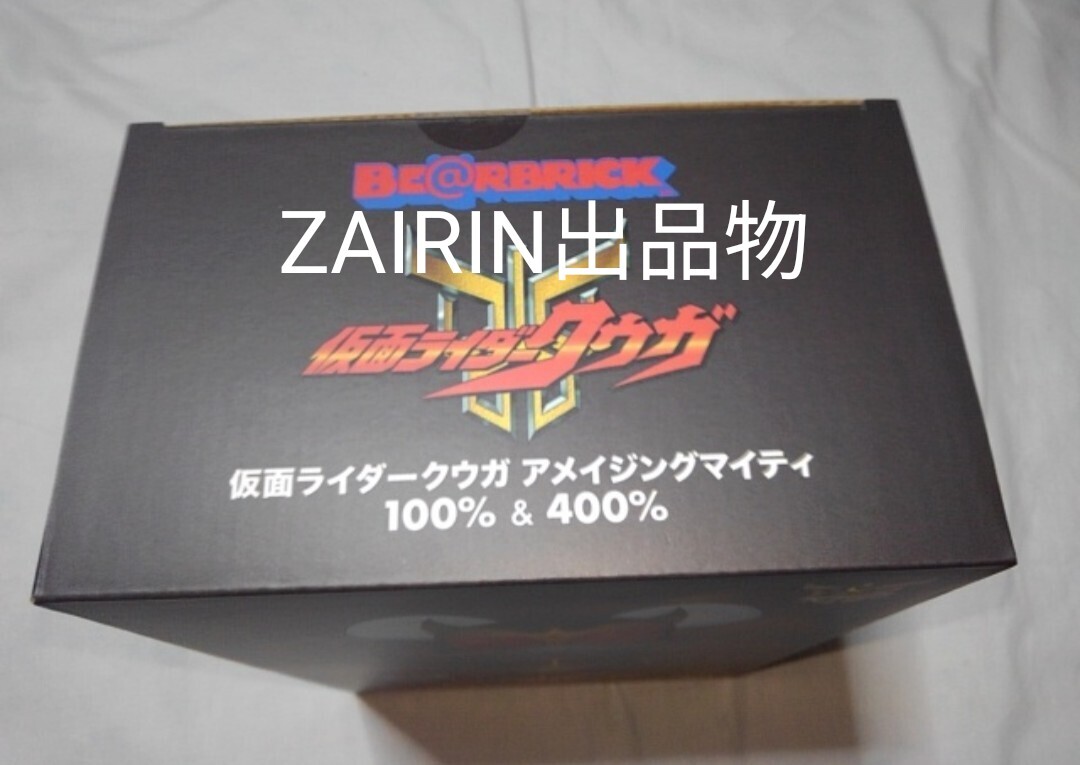 BE@RBRICK
ZAIRIN出品物
仮面ライダークウガ
仮面ライダークウガ アメイジングマイティ
100% & 400%